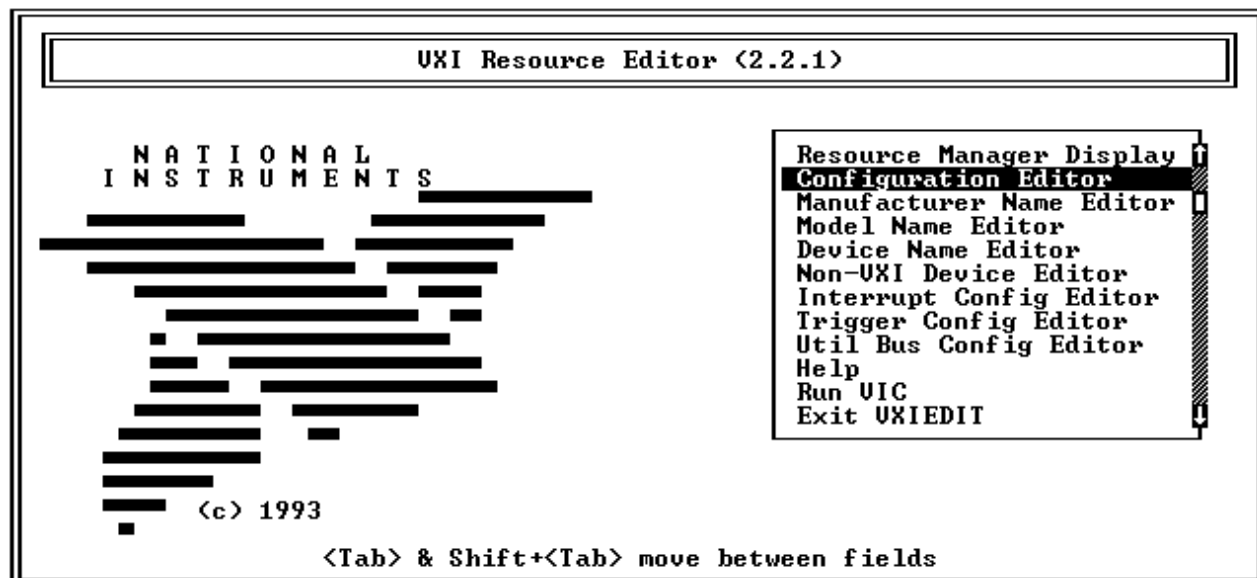 VXI Resource Editor (2.2.1)
N A T I O N A L
I N S T R U M E N T S
Resource Manager Display
Configuration Editor
Manufacturer Name Editor
Model Name Editor
Device Name Editor
Non-VXI Device Editor
Interrupt Config Editor
Trigger Config Editor
Util Bus Config Editor
Help
Run VIC
Exit VXIEDIT
(c) 1993
<Tab> & Shift+<Tab> move between fields